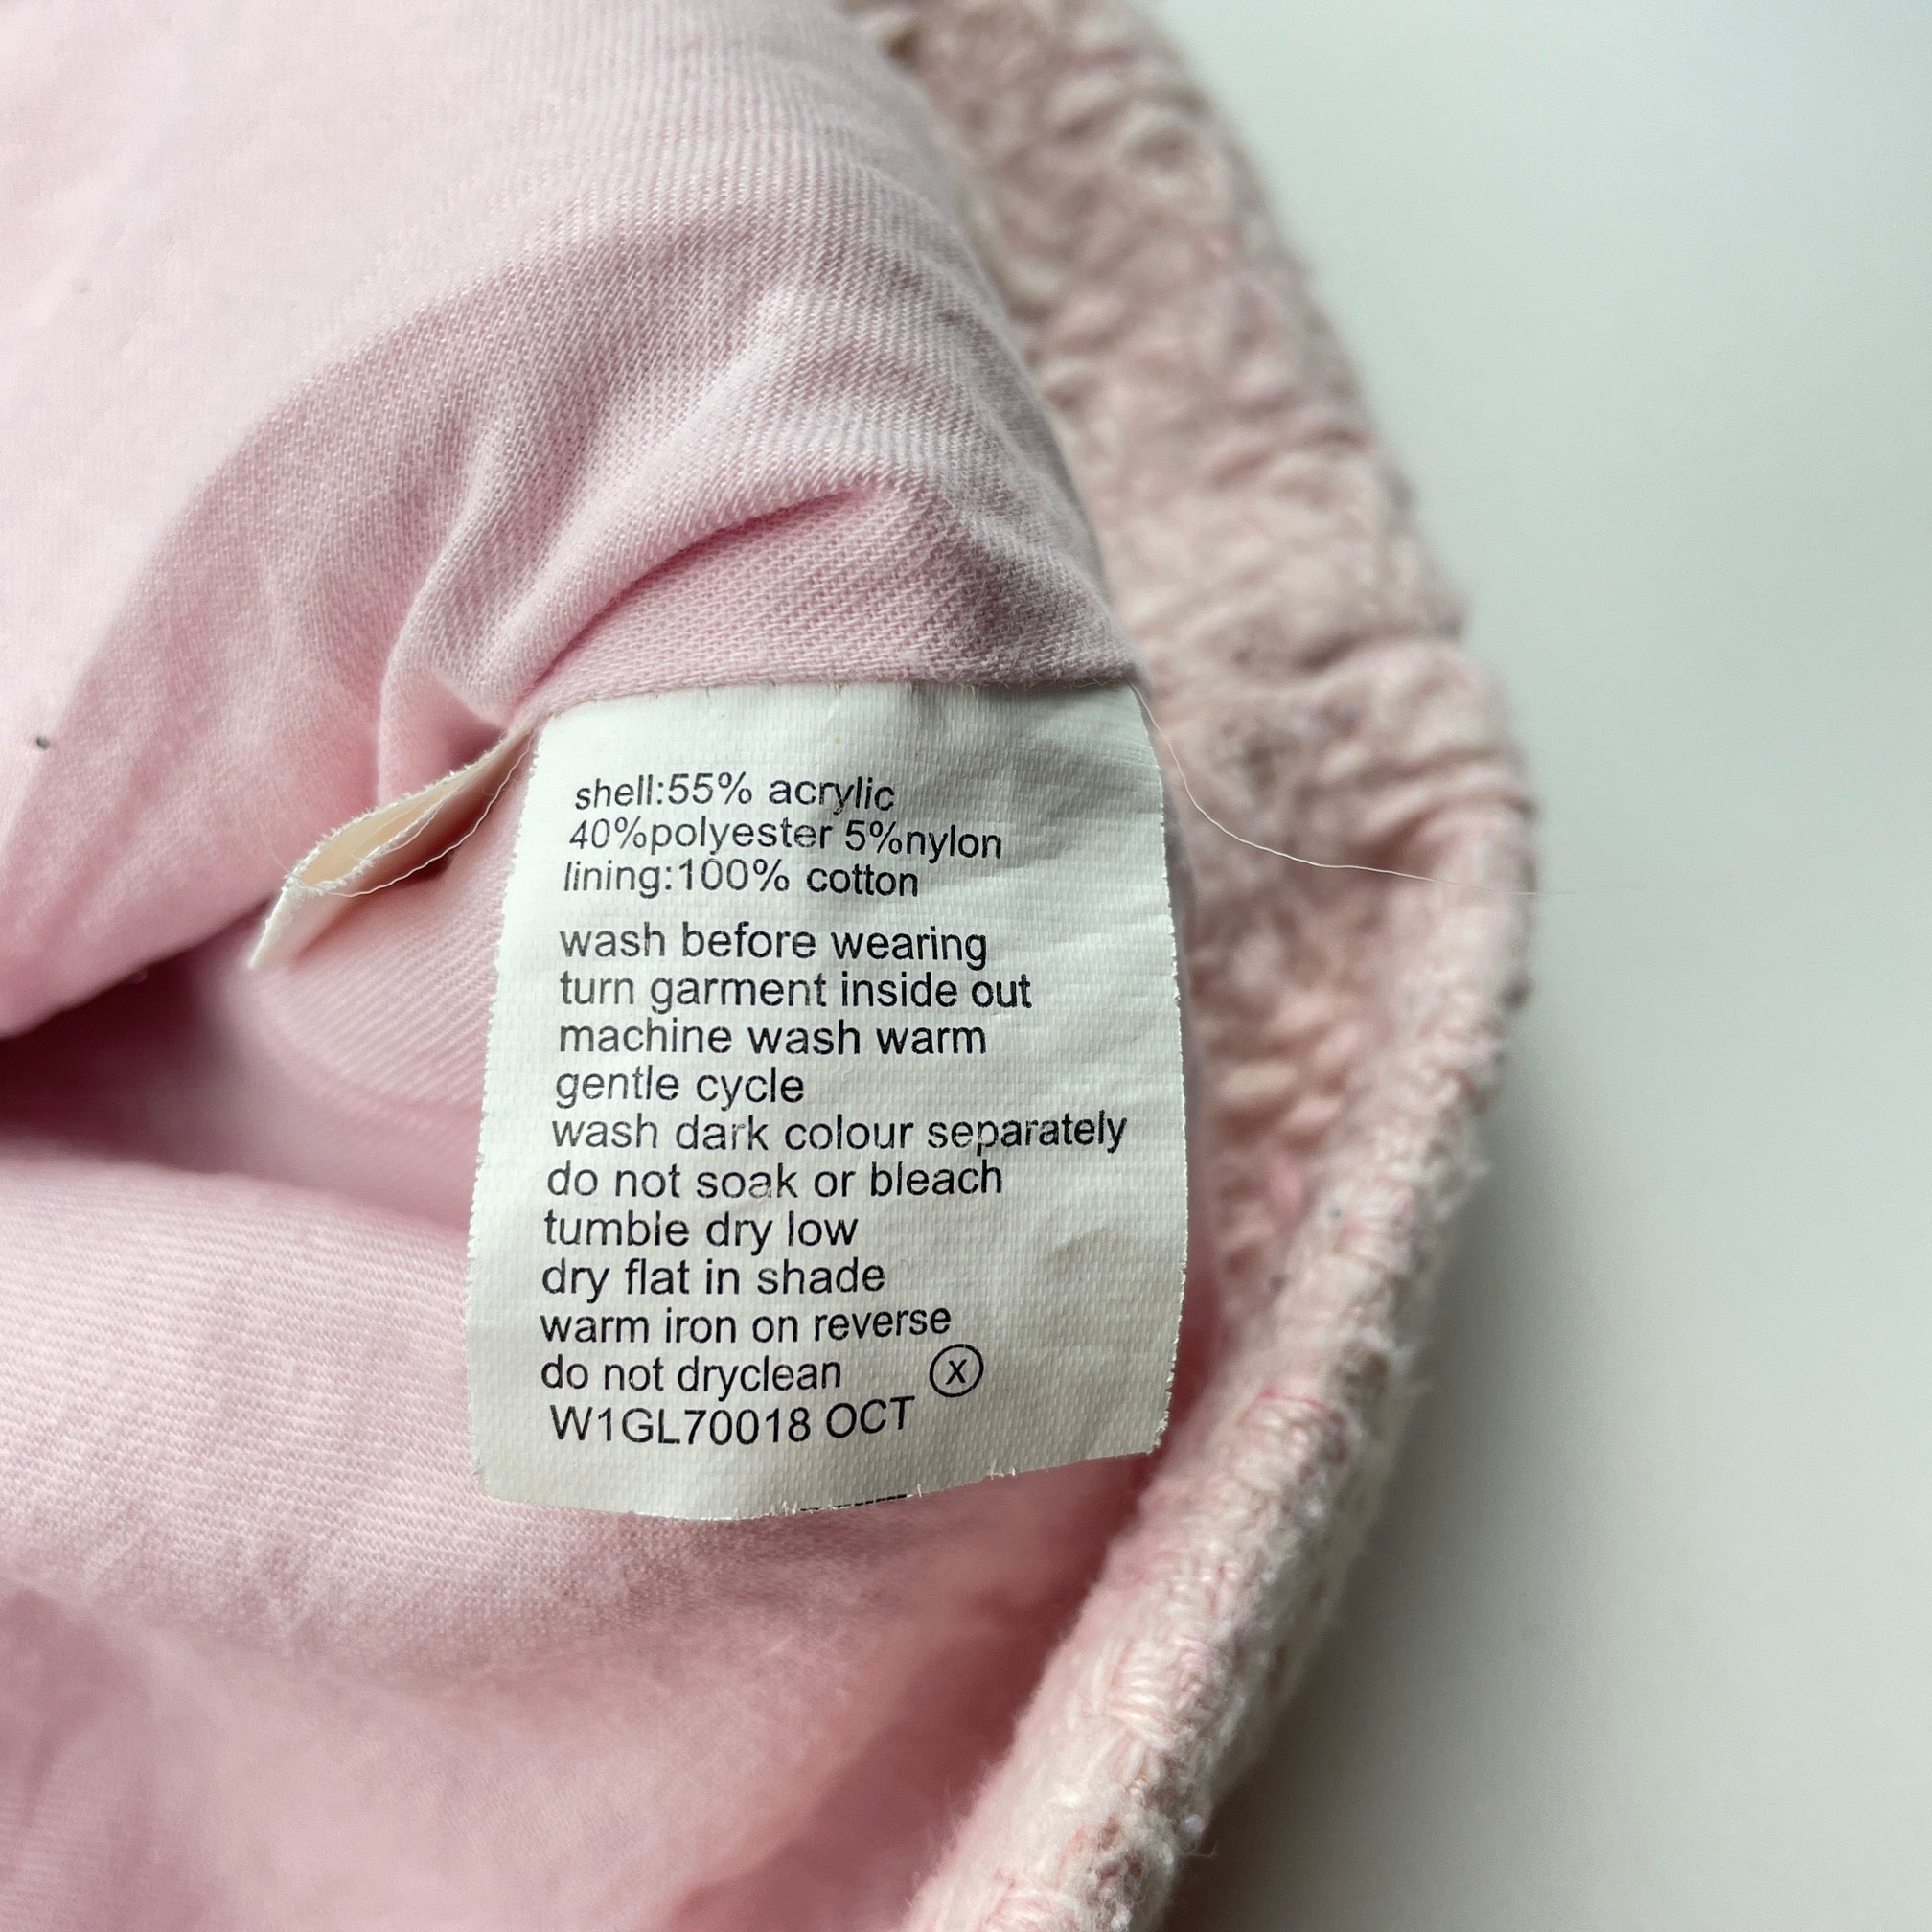 shell:55% acrylic
40%polyester 5%nylon
lining:100% cotton
wash before wearing
turn garment inside out
machine wash warm
gentle cycle
wash dark colour separately
do not soak or bleach
tumble dry low
dry flat in shade
warm iron on reverse
do not dryclean X
W1GL70018 OCT